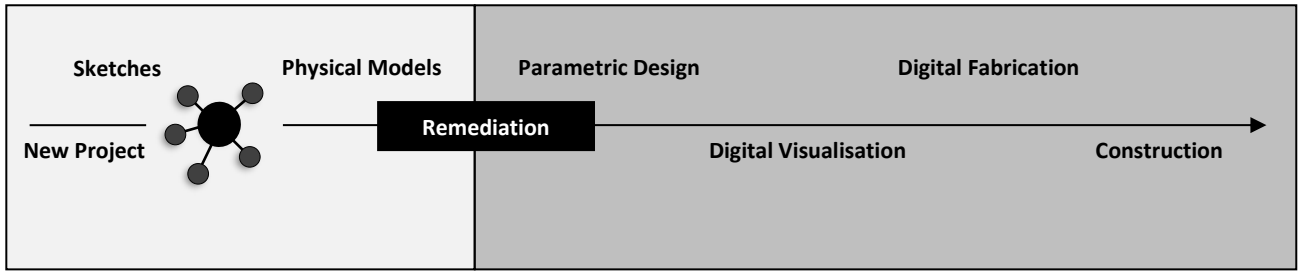 Sketches
Physical Models
Parametric Design
Digital Fabrication
Remediation
New Project
Digital Visualisation
Construction